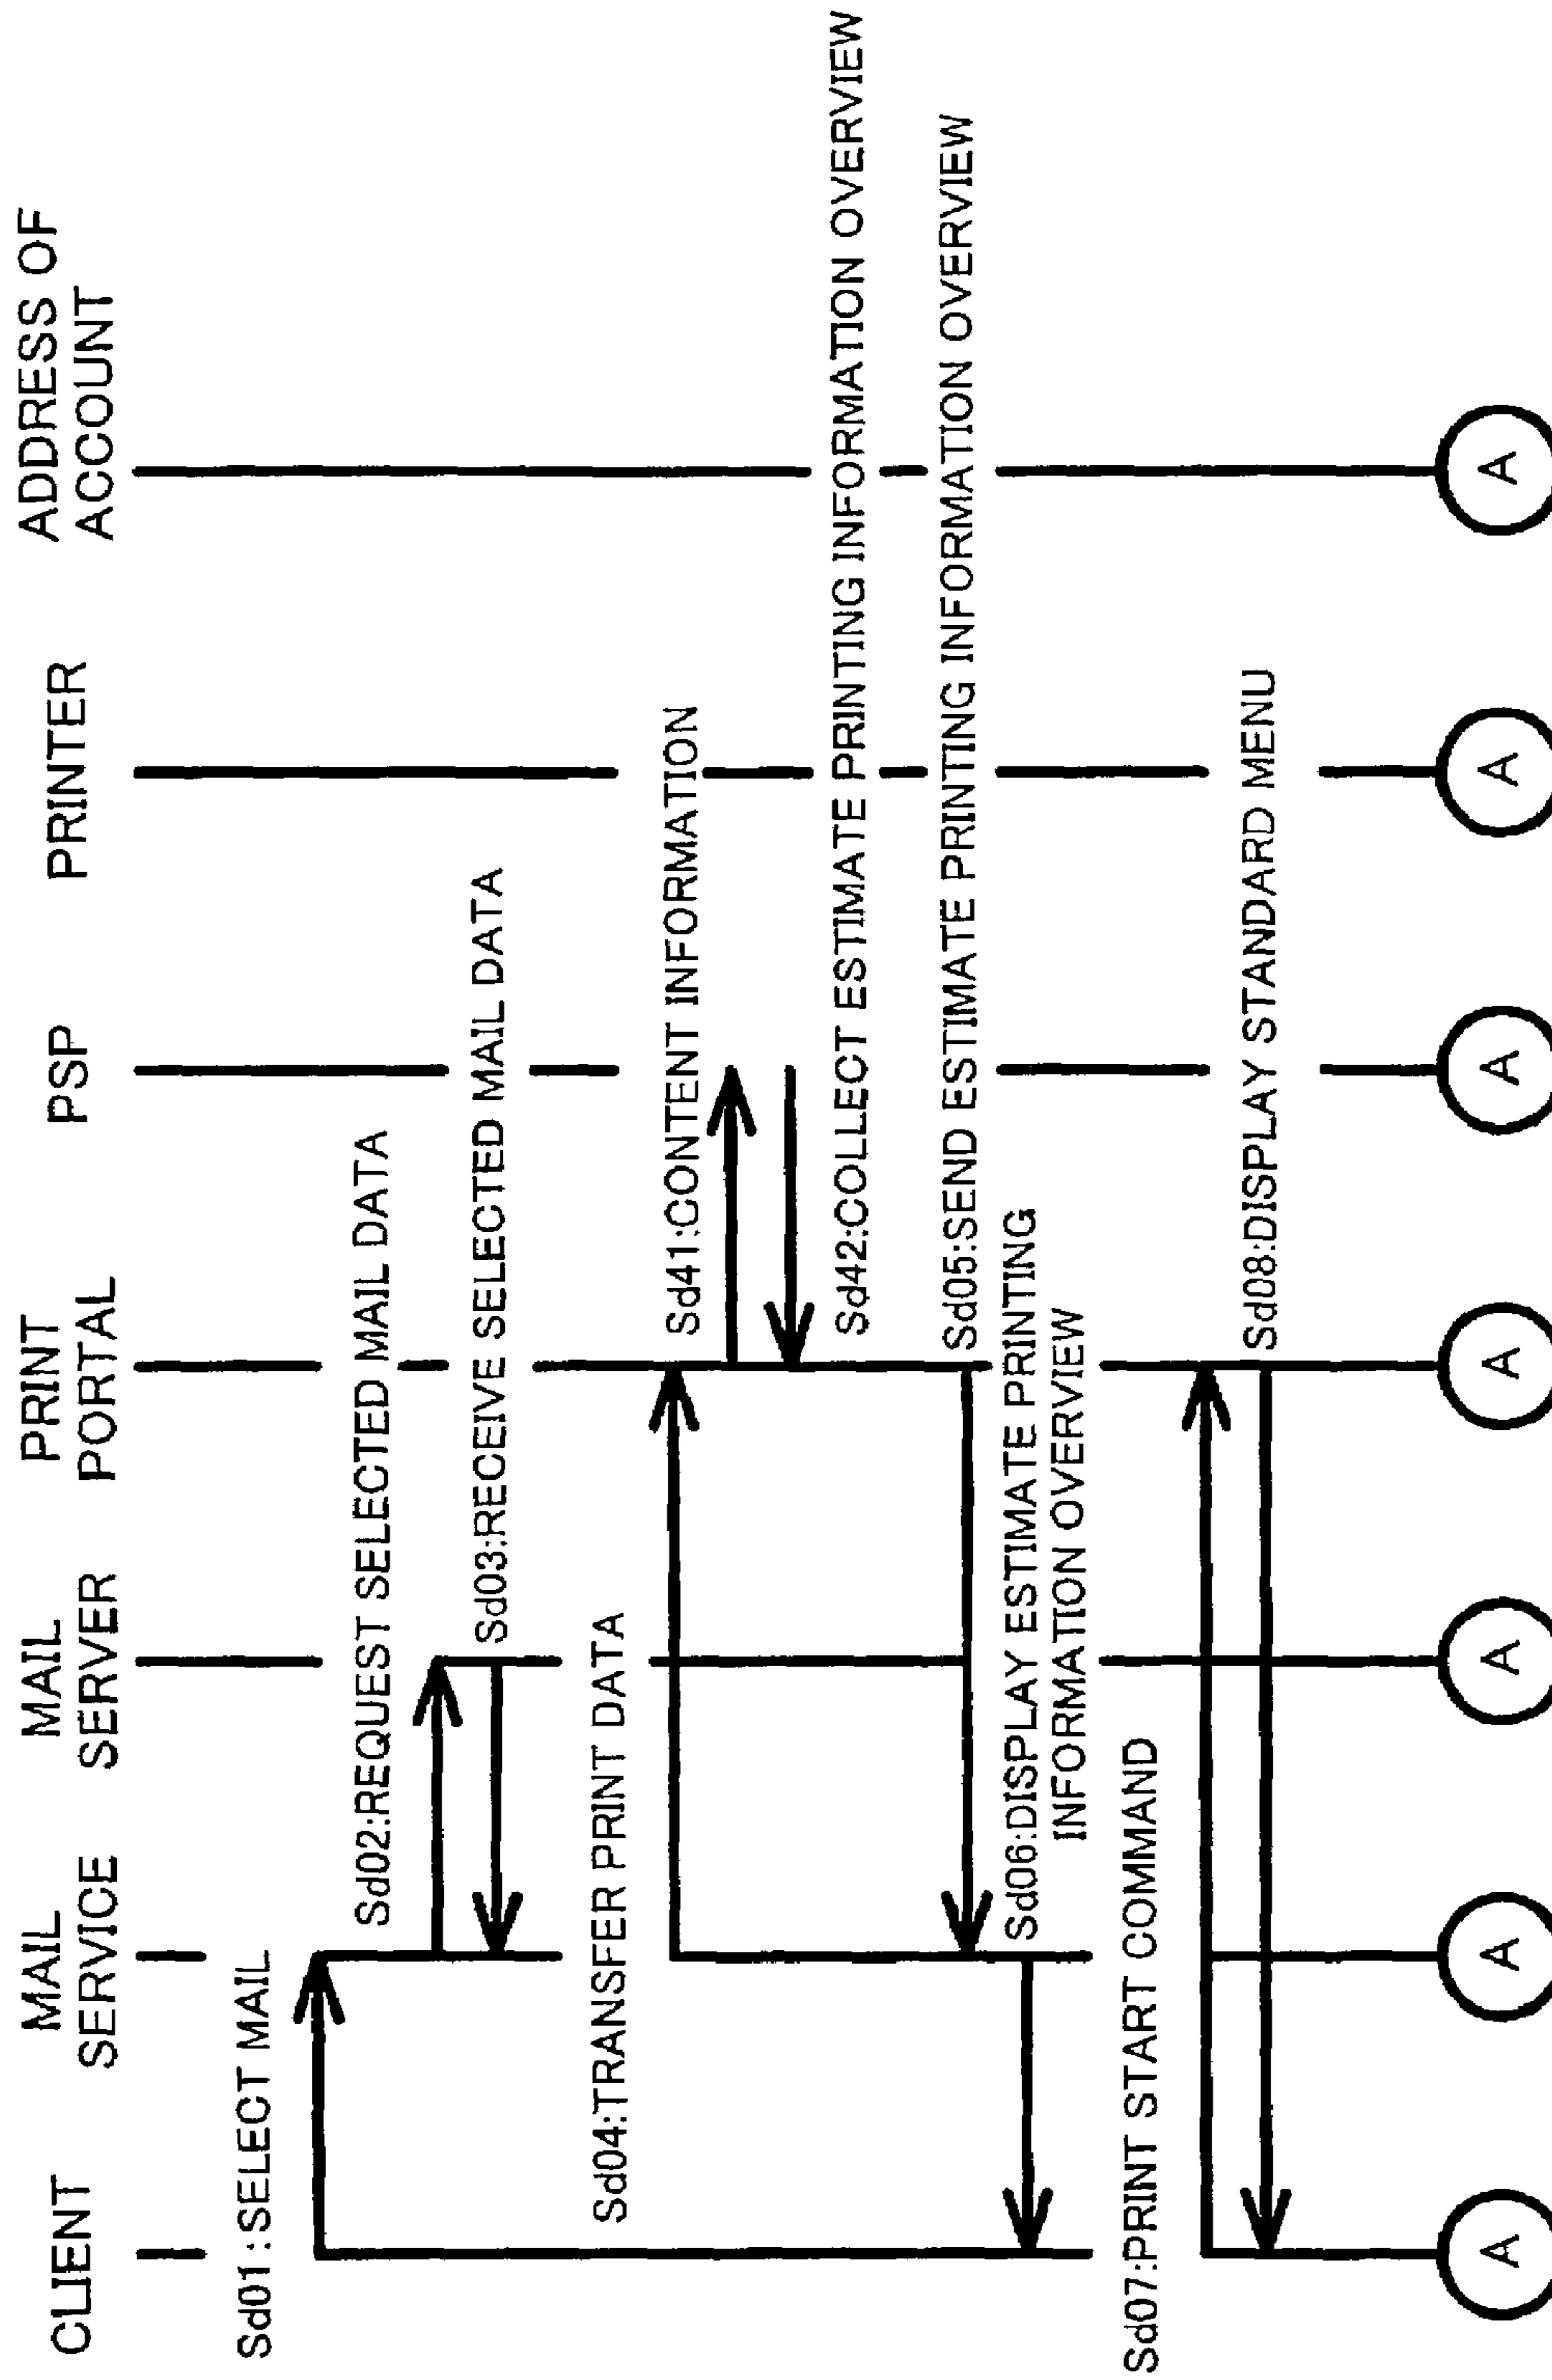 CLIENT
MAIL
SERVICE
MAIL
SERVER
PRINT
PORTAL
PSP
PRINTER
ADDRESS OF
ACCOUNT
Sd01:SELECT MAIL
Sd02:REQUEST SELECTED MAIL DATA
Sd03:RECEIVE SELECTED MAIL DATA
Sd04:TRANSFER PRINT DATA
Sd41:CONTENT INFORMATION
Sd42:COLLECT ESTIMATE PRINTING INFORMATION OVERVIEW
Sd05:SEND ESTIMATE PRINTING INFORMATION OVERVIEW
Sd06:DISPLAY ESTIMATE PRINTING
INFORMATION OVERVIEW
Sd07:PRINT START COMMAND
Sd08:DISPLAY STANDARD MENU
A
A
A
A
A
A
A